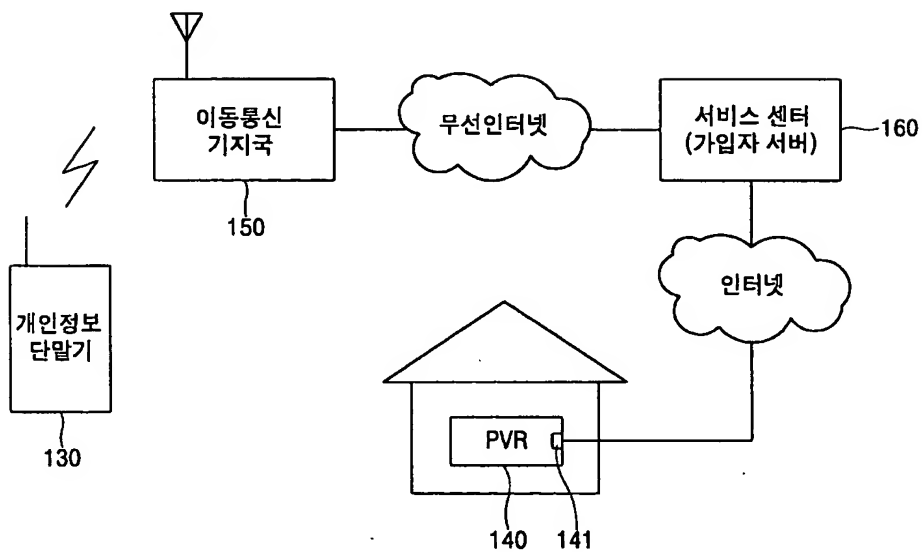 이동통신
기지국
150
무선인터넷
서비스 센터
(가입자 서버)
160
인터넷
개인정보
단말기
130
PVR
140
141